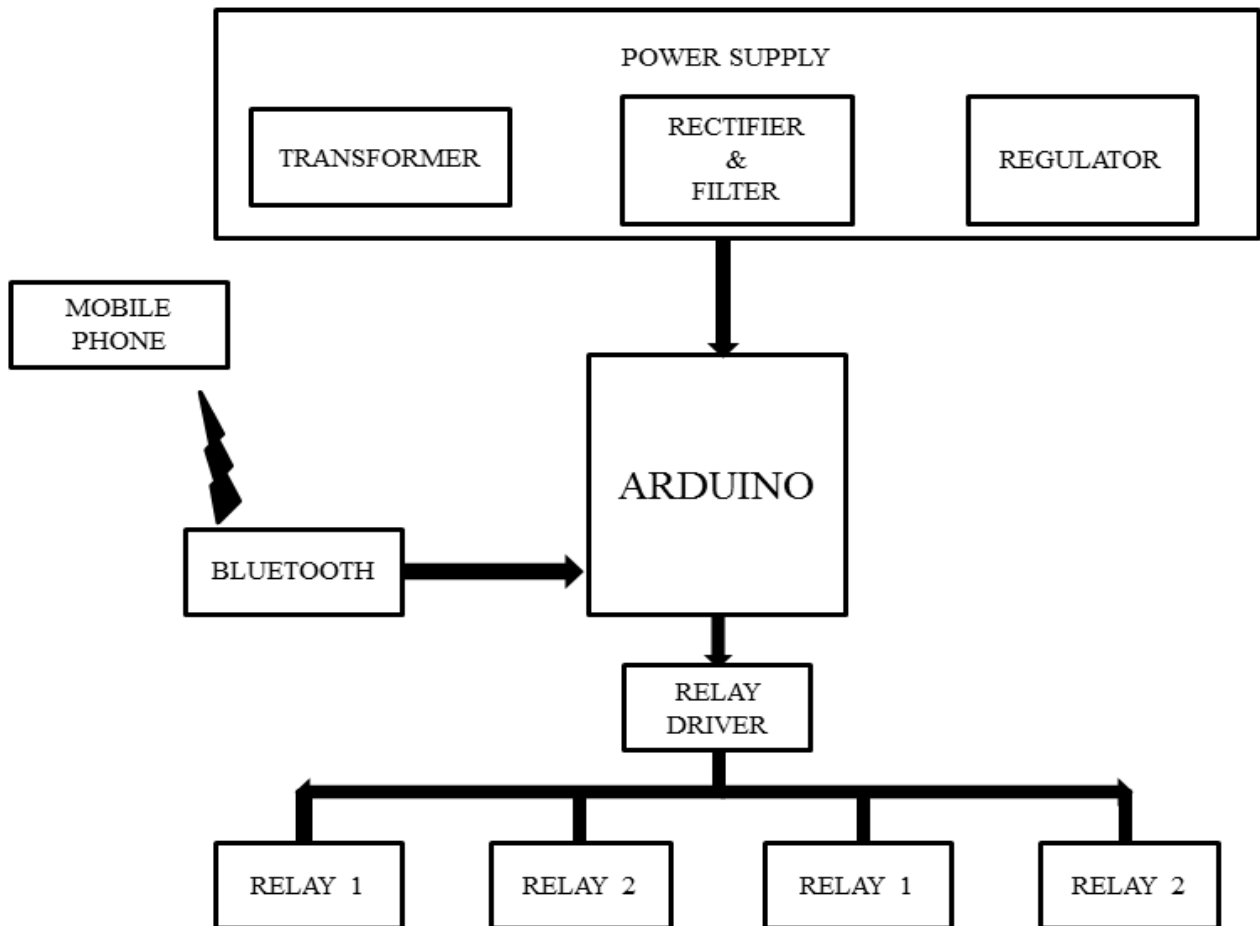 POWER SUPPLY
TRANSFORMER
RECTIFIER
&
FILTER
REGULATOR
MOBILE
PHONE
ARDUINO
BLUETOOTH
RELAY
DRIVER
RELAY 1
RELAY 2
RELAY 1
RELAY 2